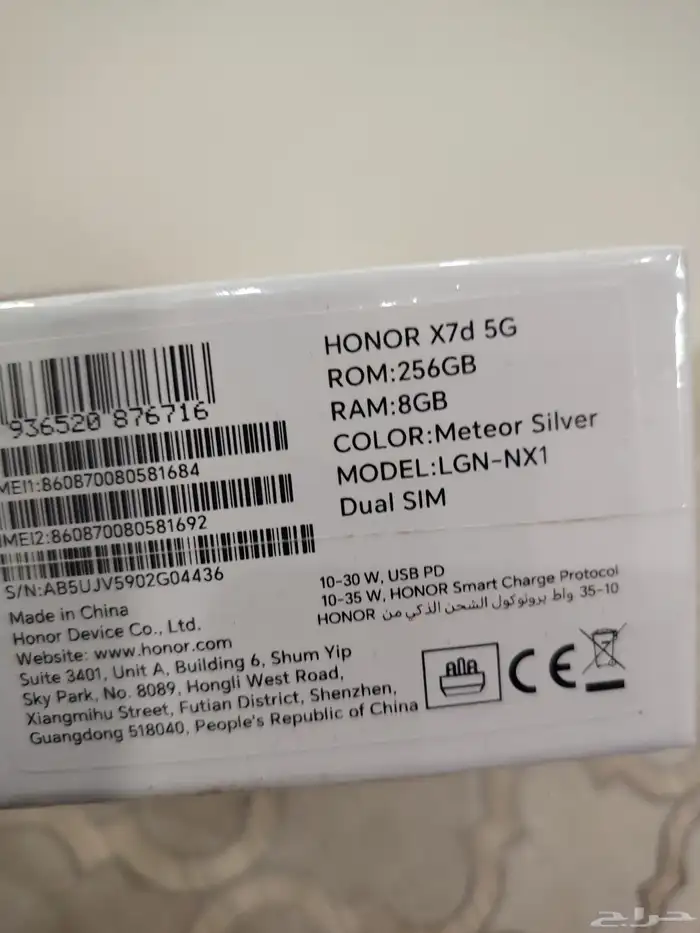 HONOR X7d 5G
ROM:256GB
RAM:8GB
COLOR:Meteor Silver
MODEL:LGN-NX1
Dual SIM
936520 876716
MEI1:860870080581684
IMEI2:860870080581692
S/N:AB5UJV5902G04436
10-30 W, USB PD
10-35 W, HONOR Smart Charge Protocol
35-10 واط بروتوكول الشحن الذكي من HONOR
Made in China
Honor Device Co., Ltd.
Website: www.honor.com
Suite 3401, Unit A, Building 6, Shum Yip
Sky Park, No. 8089, Hongli West Road,
Xiangmihu Street, Futian District, Shenzhen,
Guangdong 518040, People's Republic of China
CE
حراج